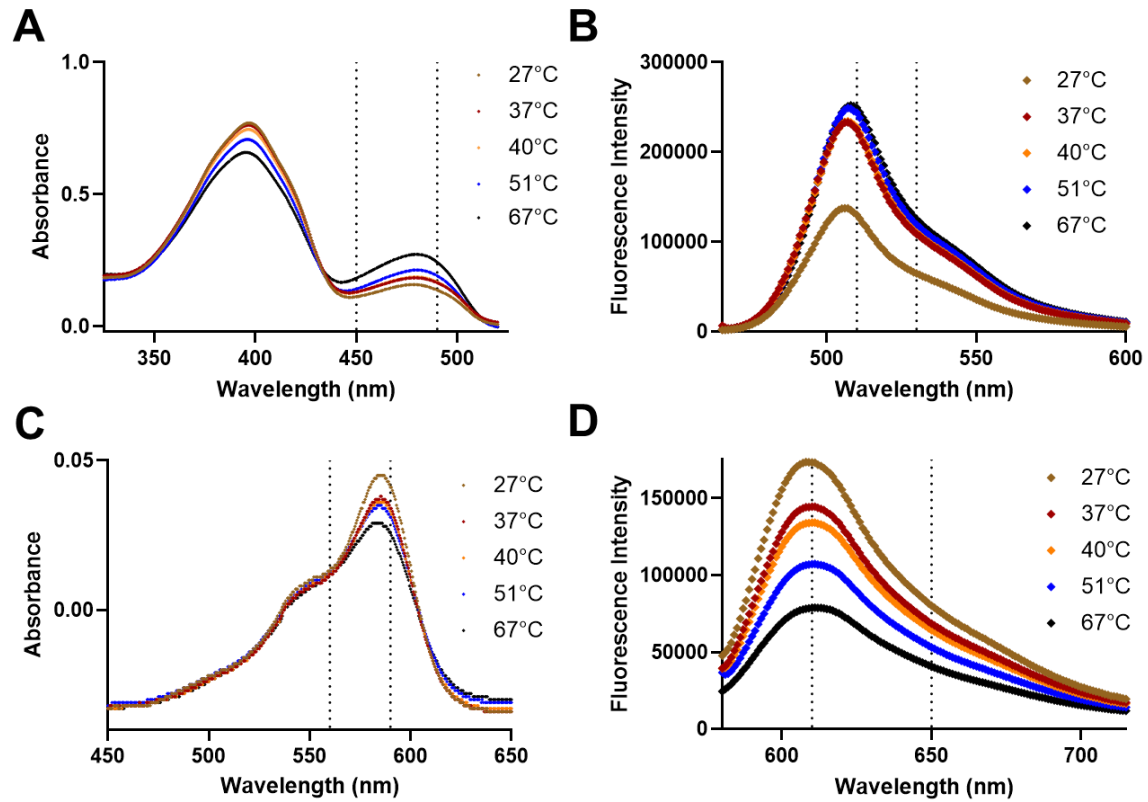 A
Absorbance
1.0
0.5
0.0
350
400
450
500
Wavelength (nm)
27°C
37°C
40°C
51°C
67°C
B
Fluorescence Intensity
300000
200000
100000
0
500
550
600
Wavelength (nm)
27°C
37°C
40°C
51°C
67°C
C
Absorbance
0.05
0.00
450
500
550
600
650
Wavelength (nm)
27°C
37°C
40°C
51°C
67°C
D
Fluorescence Intensity
150000
100000
50000
0
600
650
700
Wavelength (nm)
27°C
37°C
40°C
51°C
67°C